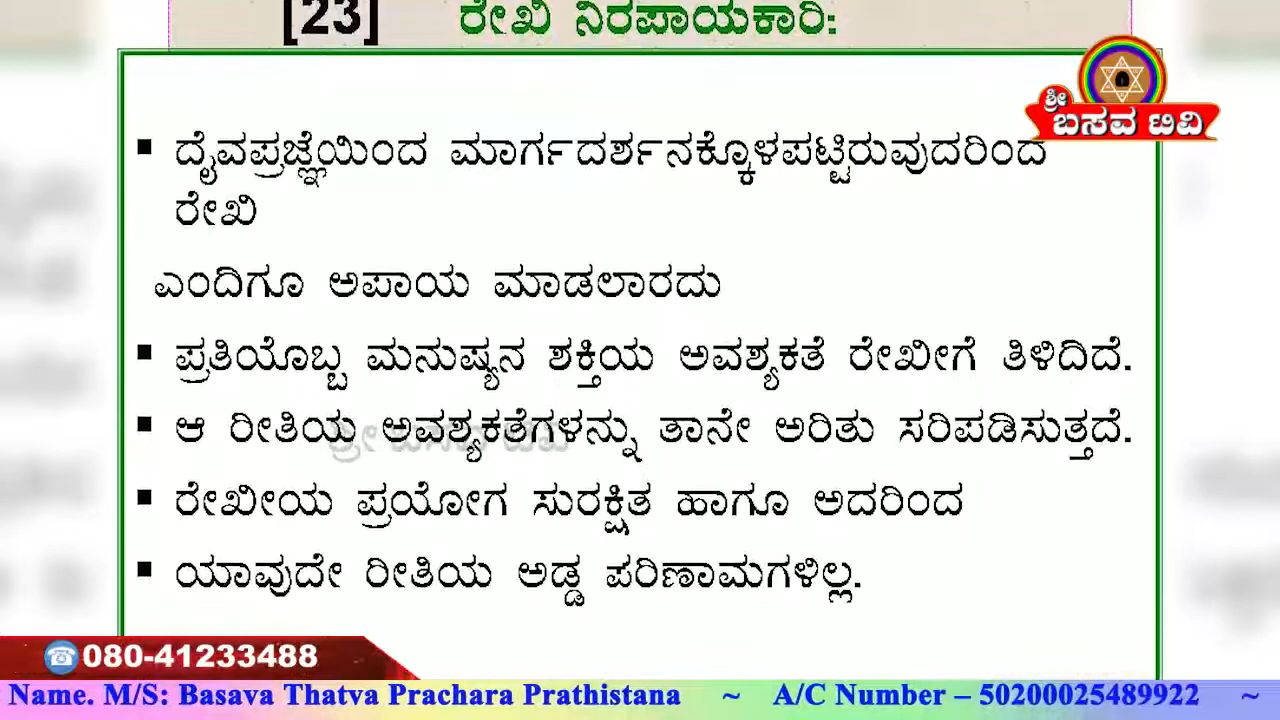 [23] ರೇಖಿ ನಿರಪಾಯಕಾರಿ:
ಶ್ರೀ
ಬಸವ ಟಿವಿ
▪ ದೈವಪ್ರಜ್ಞೆಯಿಂದ ಮಾರ್ಗದರ್ಶನಕ್ಕೊಳಪಟ್ಟಿರುವುದರಿಂದ
ರೇಖಿ
ಎಂದಿಗೂ ಅಪಾಯ ಮಾಡಲಾರದು
▪ ಪ್ರತಿಯೊಬ್ಬ ಮನುಷ್ಯನ ಶಕ್ತಿಯ ಅವಶ್ಯಕತೆ ರೇಖೀಗೆ ತಿಳಿದಿದೆ.
▪ ಆ ರೀತಿಯ ಅವಶ್ಯಕತೆಗಳನ್ನು ತಾನೇ ಅರಿತು ಸರಿಪಡಿಸುತ್ತದೆ.
▪ ರೇಖೀಯ ಪ್ರಯೋಗ ಸುರಕ್ಷಿತ ಹಾಗೂ ಅದರಿಂದ
▪ ಯಾವುದೇ ರೀತಿಯ ಅಡ್ಡ ಪರಿಣಾಮಗಳಿಲ್ಲ.
☎080-41233488
Name. M/S: Basava Thatva Prachara Prathistana ~ A/C Number – 50200025489922 ~